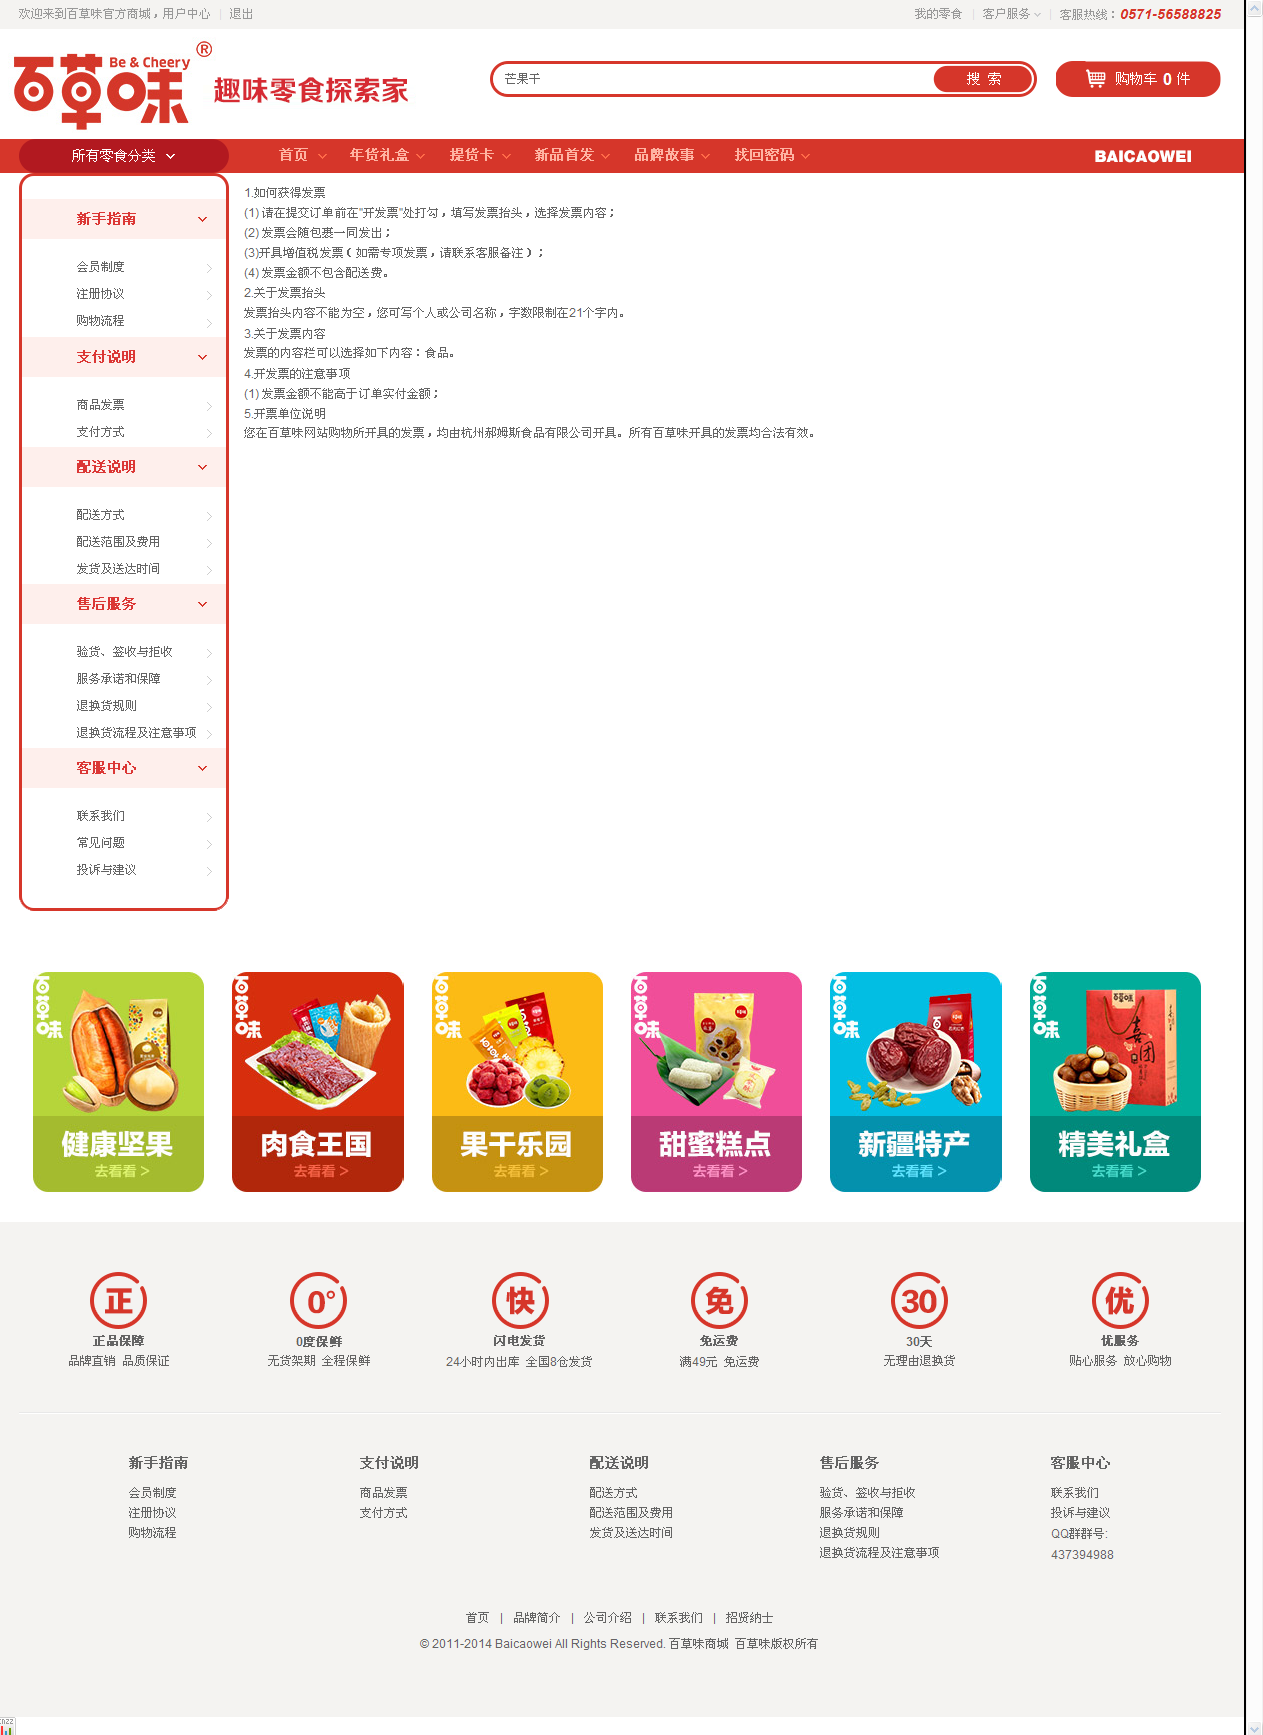 欢迎来到百草味官方商城，用户中心 | 退出
我的零食 | 客户服务 | 客服热线：0571-56588825
百草味 Be & Cheery ®
趣味零食探索家
芒果干
搜 索
购物车 0 件
所有零食分类
首页 年货礼盒 提货卡 新品首发 品牌故事 找回密码
BAICAOWEI
新手指南
会员制度
注册协议
购物流程
支付说明
商品发票
支付方式
配送说明
配送方式
配送范围及费用
发货及送达时间
售后服务
验货、签收与拒收
服务承诺和保障
退换货规则
退换货流程及注意事项
客服中心
联系我们
常见问题
投诉与建议
1.如何获得发票
(1) 请在提交订单前在"开发票"处打勾，填写发票抬头，选择发票内容；
(2) 发票会随包裹一同发出；
(3)开具增值税发票（如需专项发票，请联系客服备注）；
(4) 发票金额不包含配送费。
2.关于发票抬头
发票抬头内容不能为空，您可写个人或公司名称，字数限制在21个字内。
3.关于发票内容
发票的内容栏可以选择如下内容：食品。
4.开发票的注意事项
(1) 发票金额不能高于订单实付金额；
5.开票单位说明
您在百草味网站购物所开具的发票，均由杭州郝姆斯食品有限公司开具。所有百草味开具的发票均合法有效。
百草味
健康坚果
去看看 >
百草味
肉食王国
去看看 >
百草味
果干乐园
去看看 >
百草味
甜蜜糕点
去看看 >
百草味
新疆特产
去看看 >
百草味
百草味
喜团
精美礼盒
去看看 >
正
正品保障
品牌直销 品质保证
0°
0度保鲜
无货架期 全程保鲜
快
闪电发货
24小时内出库 全国8仓发货
免
免运费
满49元 免运费
30
30天
无理由退换货
优
优服务
贴心服务 放心购物
新手指南
会员制度
注册协议
购物流程
支付说明
商品发票
支付方式
配送说明
配送方式
配送范围及费用
发货及送达时间
售后服务
验货、签收与拒收
服务承诺和保障
退换货规则
退换货流程及注意事项
客服中心
联系我们
投诉与建议
QQ群群号:
437394988
首页 | 品牌简介 | 公司介绍 | 联系我们 | 招贤纳士
© 2011-2014 Baicaowei All Rights Reserved. 百草味商城 百草味版权所有